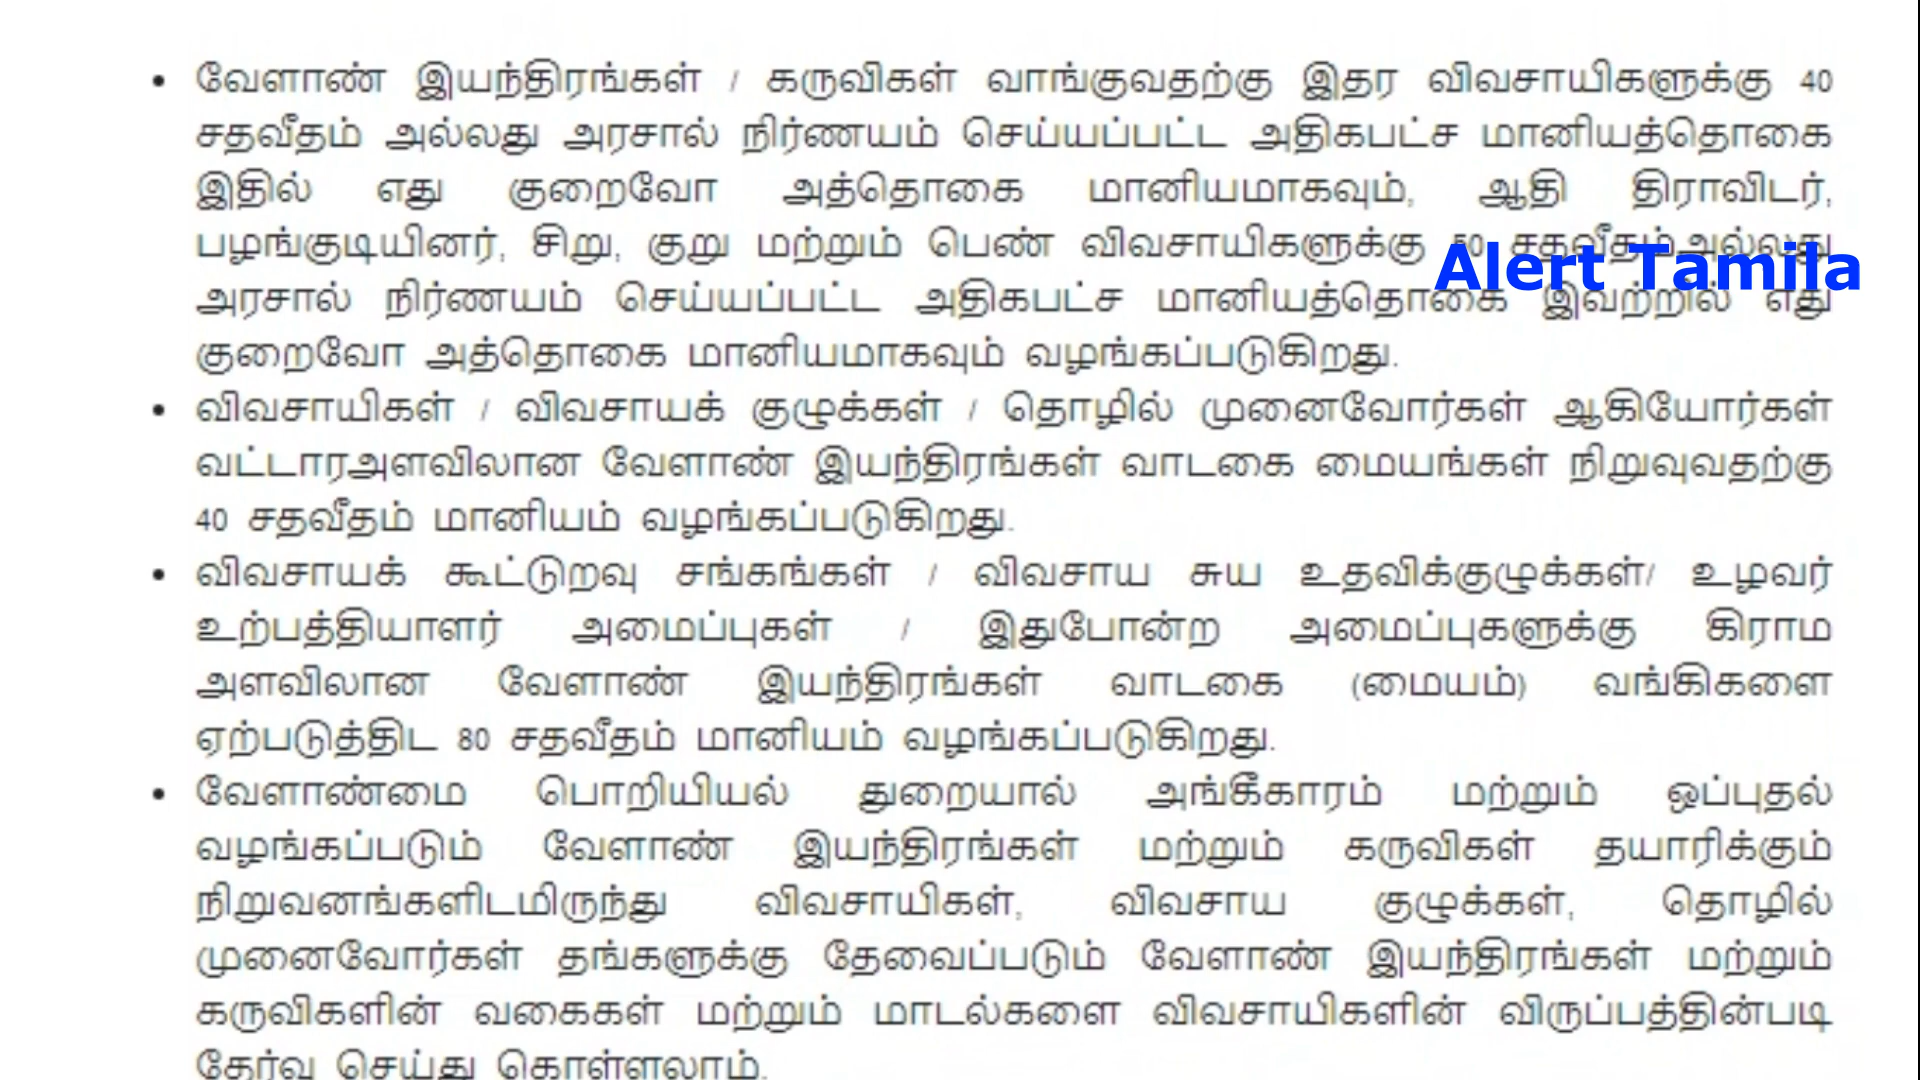 • வேளாண் இயந்திரங்கள் / கருவிகள் வாங்குவதற்கு இதர விவசாயிகளுக்கு 40
சதவீதம் அல்லது அரசால் நிர்ணயம் செய்யப்பட்ட அதிகபட்ச மானியத்தொகை
இதில் எது குறைவோ அத்தொகை மானியமாகவும், ஆதி திராவிடர்,
பழங்குடியினர், சிறு, குறு மற்றும் பெண் விவசாயிகளுக்கு 50 சதவீதம்அல்லது
Alert Tamila
அரசால் நிர்ணயம் செய்யப்பட்ட அதிகபட்ச மானியத்தொகை இவற்றில் எது
குறைவோ அத்தொகை மானியமாகவும் வழங்கப்படுகிறது.
• விவசாயிகள் / விவசாயக் குழுக்கள் / தொழில் முனைவோர்கள் ஆகியோர்கள்
வட்டாரஅளவிலான வேளாண் இயந்திரங்கள் வாடகை மையங்கள் நிறுவுவதற்கு
40 சதவீதம் மானியம் வழங்கப்படுகிறது.
• விவசாயக் கூட்டுறவு சங்கங்கள் / விவசாய சுய உதவிக்குழுக்கள்/ உழவர்
உற்பத்தியாளர் அமைப்புகள் / இதுபோன்ற அமைப்புகளுக்கு கிராம
அளவிலான வேளாண் இயந்திரங்கள் வாடகை (மையம்) வங்கிகளை
ஏற்படுத்திட 80 சதவீதம் மானியம் வழங்கப்படுகிறது.
• வேளாண்மை பொறியியல் துறையால் அங்கீகாரம் மற்றும் ஒப்புதல்
வழங்கப்படும் வேளாண் இயந்திரங்கள் மற்றும் கருவிகள் தயாரிக்கும்
நிறுவனங்களிடமிருந்து விவசாயிகள், விவசாய குழுக்கள், தொழில்
முனைவோர்கள் தங்களுக்கு தேவைப்படும் வேளாண் இயந்திரங்கள் மற்றும்
கருவிகளின் வகைகள் மற்றும் மாடல்களை விவசாயிகளின் விருப்பத்தின்படி
தேர்வு செய்து கொள்ளலாம்.